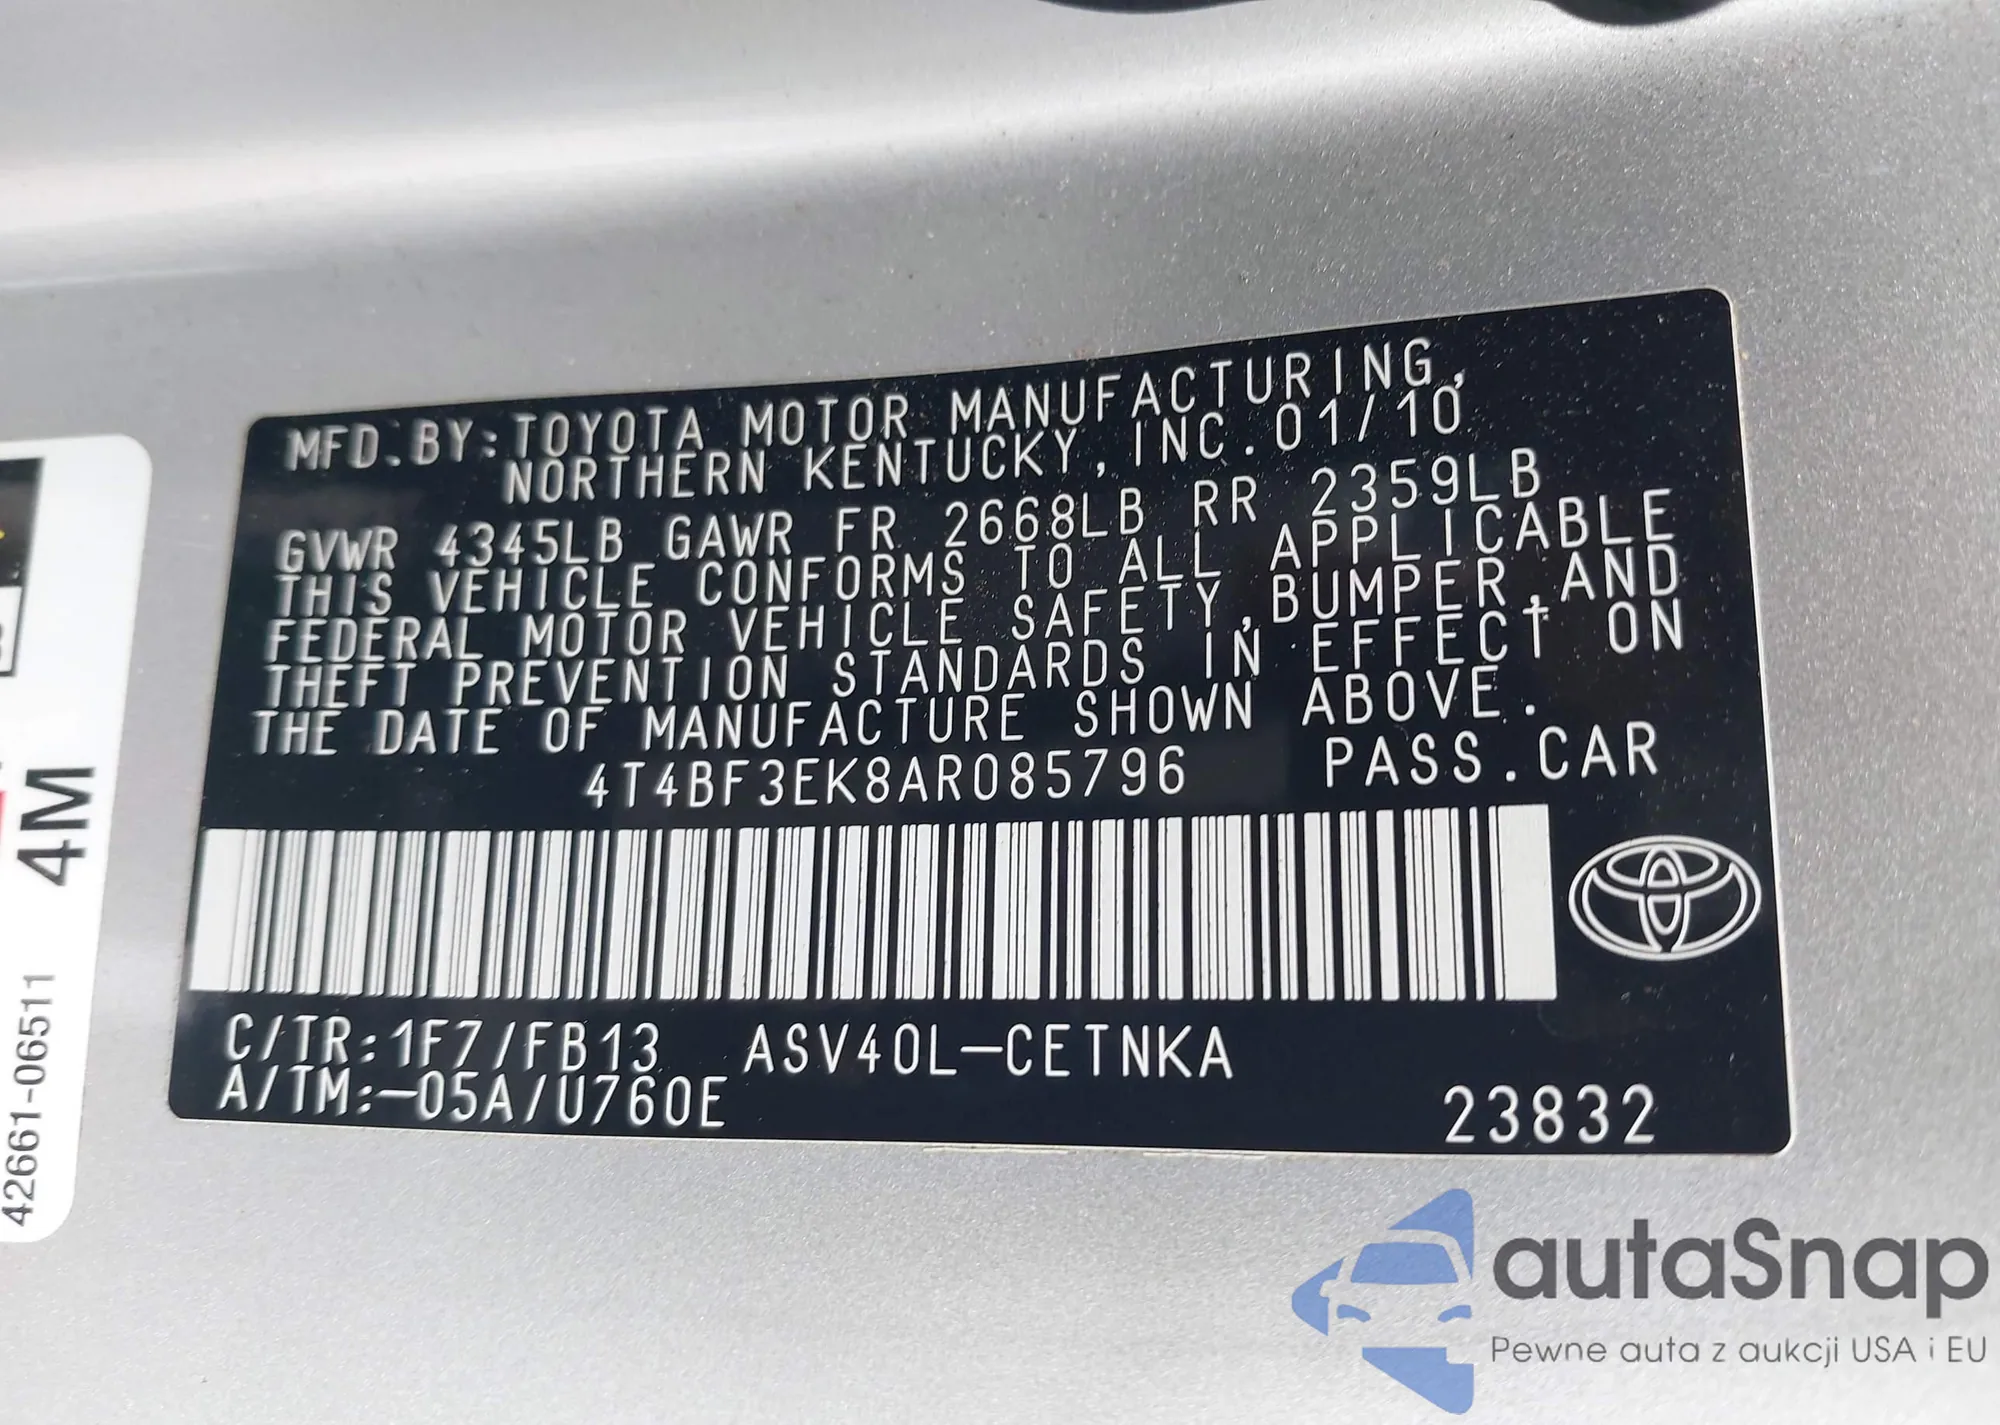 MFD.BY:TOYOTA MOTOR MANUFACTURING,
NORTHERN KENTUCKY, INC.01/10
GVWR 4345LB GAWR FR 2668LB RR 2359LB
THIS VEHICLE CONFORMS TO ALL APPLICABLE
FEDERAL MOTOR VEHICLE SAFETY,BUMPER,AND
THEFT PREVENTION STANDARDS IN EFFECT ON
THE DATE OF MANUFACTURE SHOWN ABOVE.
4T4BF3EK8AR085796 PASS.CAR
C/TR:1F7/FB13 ASV40L-CETNKA
A/TM:-05A/U760E
23832
4M
42661-06511
autaSnap
Pewne auta z aukcji USA i EU